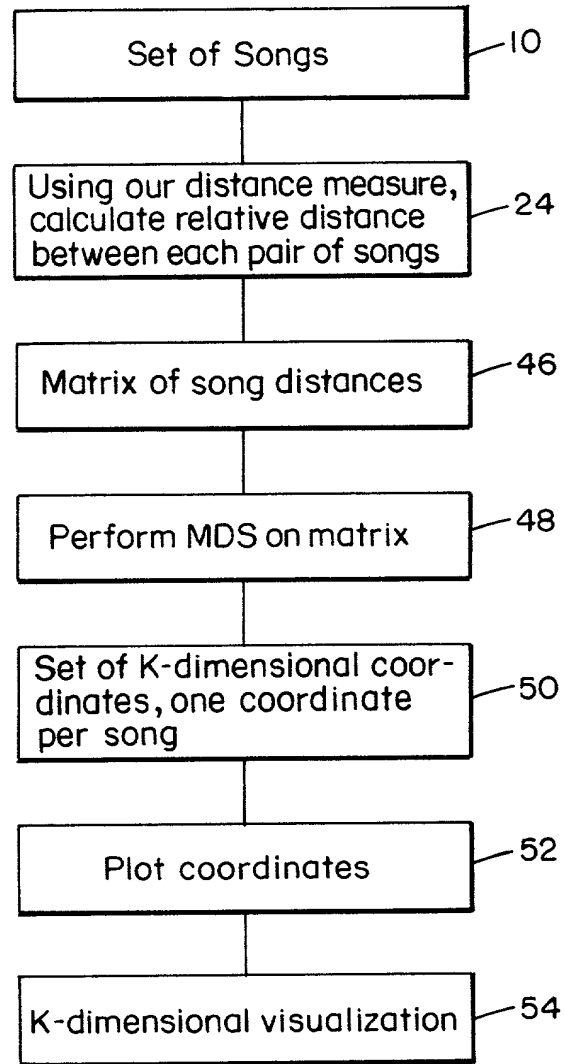 Set of Songs
10
Using our distance measure,
calculate relative distance
between each pair of songs
24
Matrix of song distances
46
Perform MDS on matrix
48
Set of K-dimensional coor-
dinates, one coordinate
per song
50
Plot coordinates
52
K-dimensional visualization
54